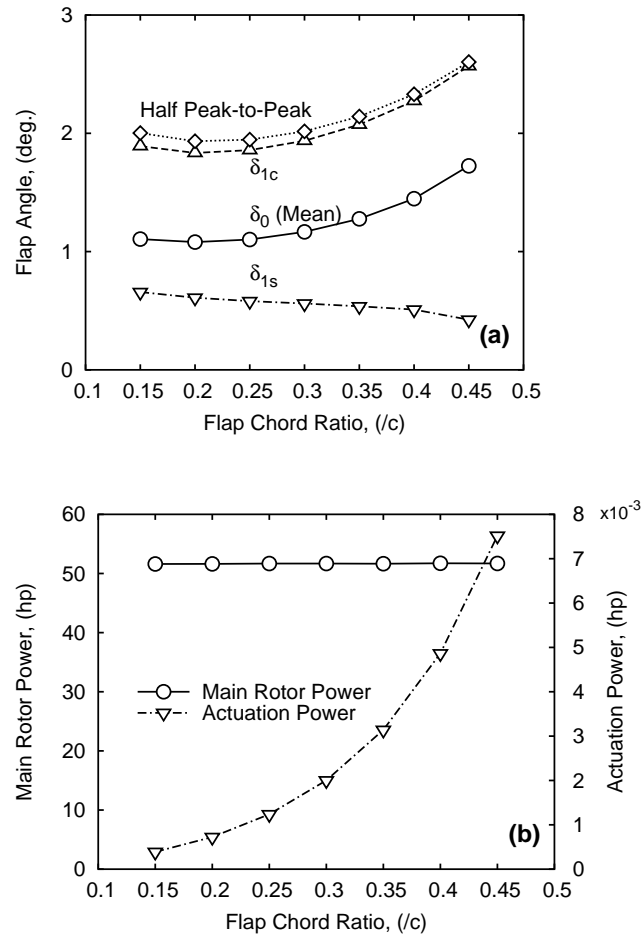 3
2
1
0
Flap Angle, (deg.)
Half Peak-to-Peak
δ1c
δ0 (Mean)
δ1s
(a)
0.1 0.15 0.2 0.25 0.3 0.35 0.4 0.45 0.5
Flap Chord Ratio, (/c)
60
50
40
30
20
10
0
Main Rotor Power, (hp)
x10-3
8
7
6
5
4
3
2
1
0
Actuation Power, (hp)
Main Rotor Power
Actuation Power
(b)
0.1 0.15 0.2 0.25 0.3 0.35 0.4 0.45 0.5
Flap Chord Ratio, (/c)